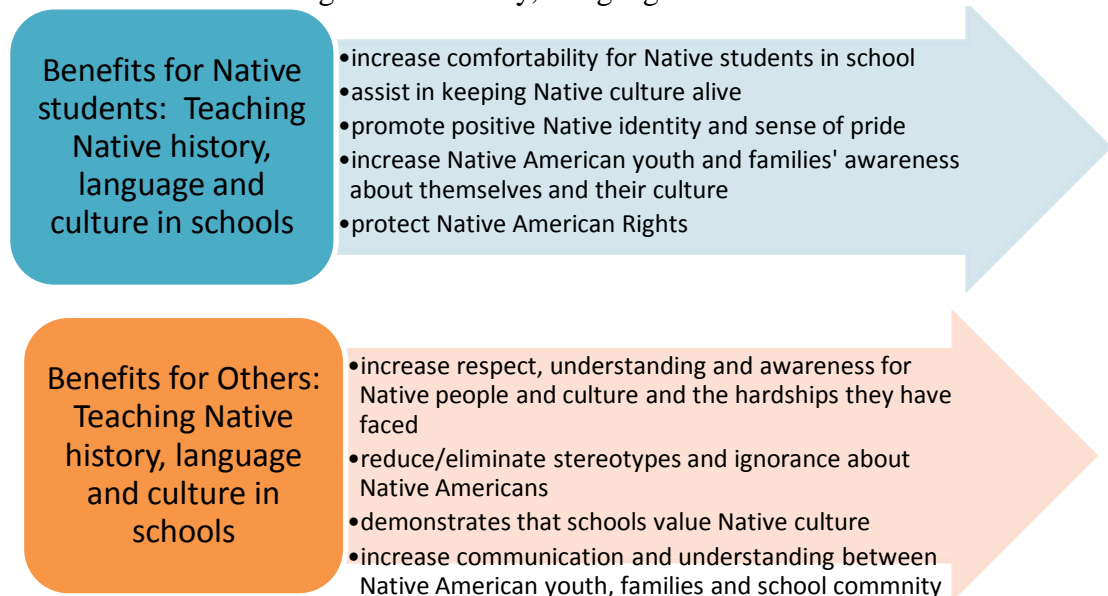 Benefits for Native
students:  Teaching
Native history,
language and
culture in schools
•increase comfortability for Native students in school
•assist in keeping Native culture alive
•promote positive Native identity and sense of pride
•increase Native American youth and families' awareness
about themselves and their culture
•protect Native American Rights
Benefits for Others:
Teaching Native
history, language
and culture in
schools
•increase respect, understanding and awareness for
Native people and culture and the hardships they have
faced
•reduce/eliminate stereotypes and ignorance about
Native Americans
•demonstrates that schools value Native culture
•increase communication and understanding between
Native American youth, families and school commnity